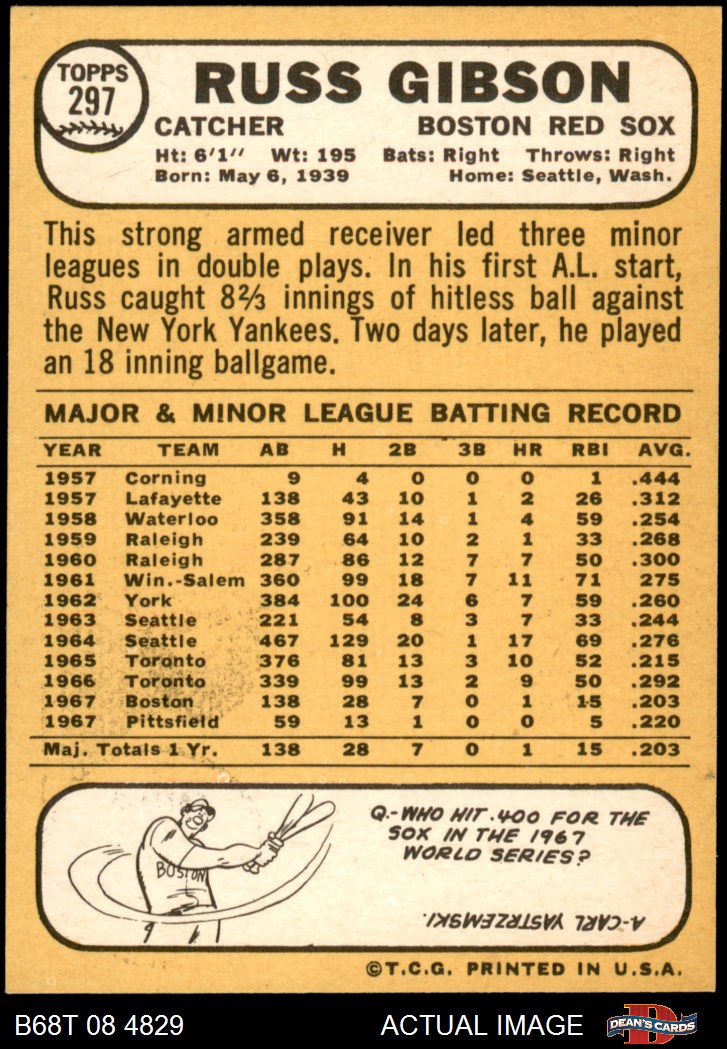 TOPPS
297
RUSS GIBSON
CATCHER BOSTON RED SOX
Ht: 6'1" Wt: 195 Bats: Right Throws: Right
Born: May 6, 1939 Home: Seattle, Wash.
This strong armed receiver led three minor
leagues in double plays. In his first A.L. start,
Russ caught 8⅔ innings of hitless ball against
the New York Yankees. Two days later, he played
an 18 inning ballgame.
MAJOR & MINOR LEAGUE BATTING RECORD
YEAR TEAM AB H 2B 3B HR RBI AVG.
1957 Corning 9 4 0 0 0 1 .444
1957 Lafayette 138 43 10 1 2 26 .312
1958 Waterloo 358 91 14 1 4 59 .254
1959 Raleigh 239 64 10 2 1 33 .268
1960 Raleigh 287 86 12 7 7 50 .300
1961 Win.-Salem 360 99 18 7 11 71 275
1962 York 384 100 24 6 7 59 .260
1963 Seattle 221 54 8 3 7 33 .244
1964 Seattle 467 129 20 1 17 69 .276
1965 Toronto 376 81 13 3 10 52 .215
1966 Toronto 339 99 13 2 9 50 .292
1967 Boston 138 28 7 0 1 15 .203
1967 Pittsfield 59 13 1 0 0 5 .220
Maj. Totals 1 Yr. 138 28 7 0 1 15 .203
BOSTON
Q.-WHO HIT .400 FOR THE
SOX IN THE 1967
WORLD SERIES?
A-CARL YASTRZEMSKI.
©T.C.G. PRINTED IN U.S.A.
B68T 08 4829 ACTUAL IMAGE D DEAN'S CARDS